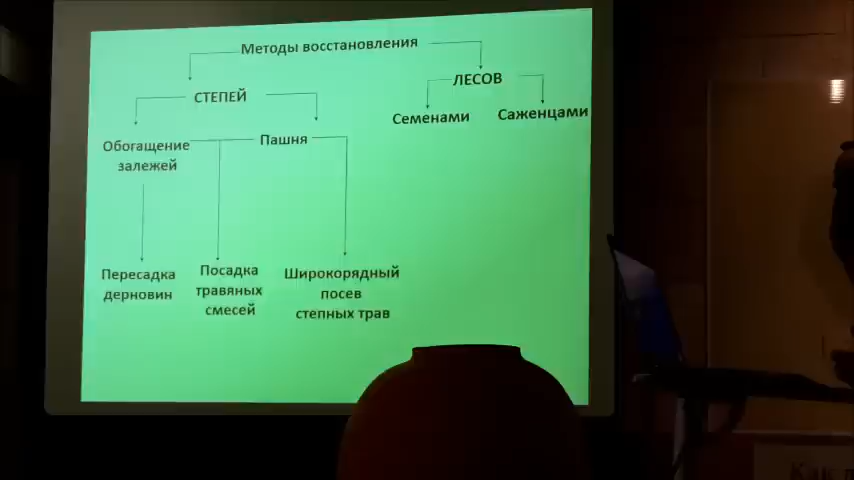 Методы восстановления
СТЕПЕЙ
ЛЕСОВ
Семенами
Саженцами
Обогащение
залежей
Пашня
Пересадка
дерновин
Посадка
травяных
смесей
Широкорядный
посев
степных трав